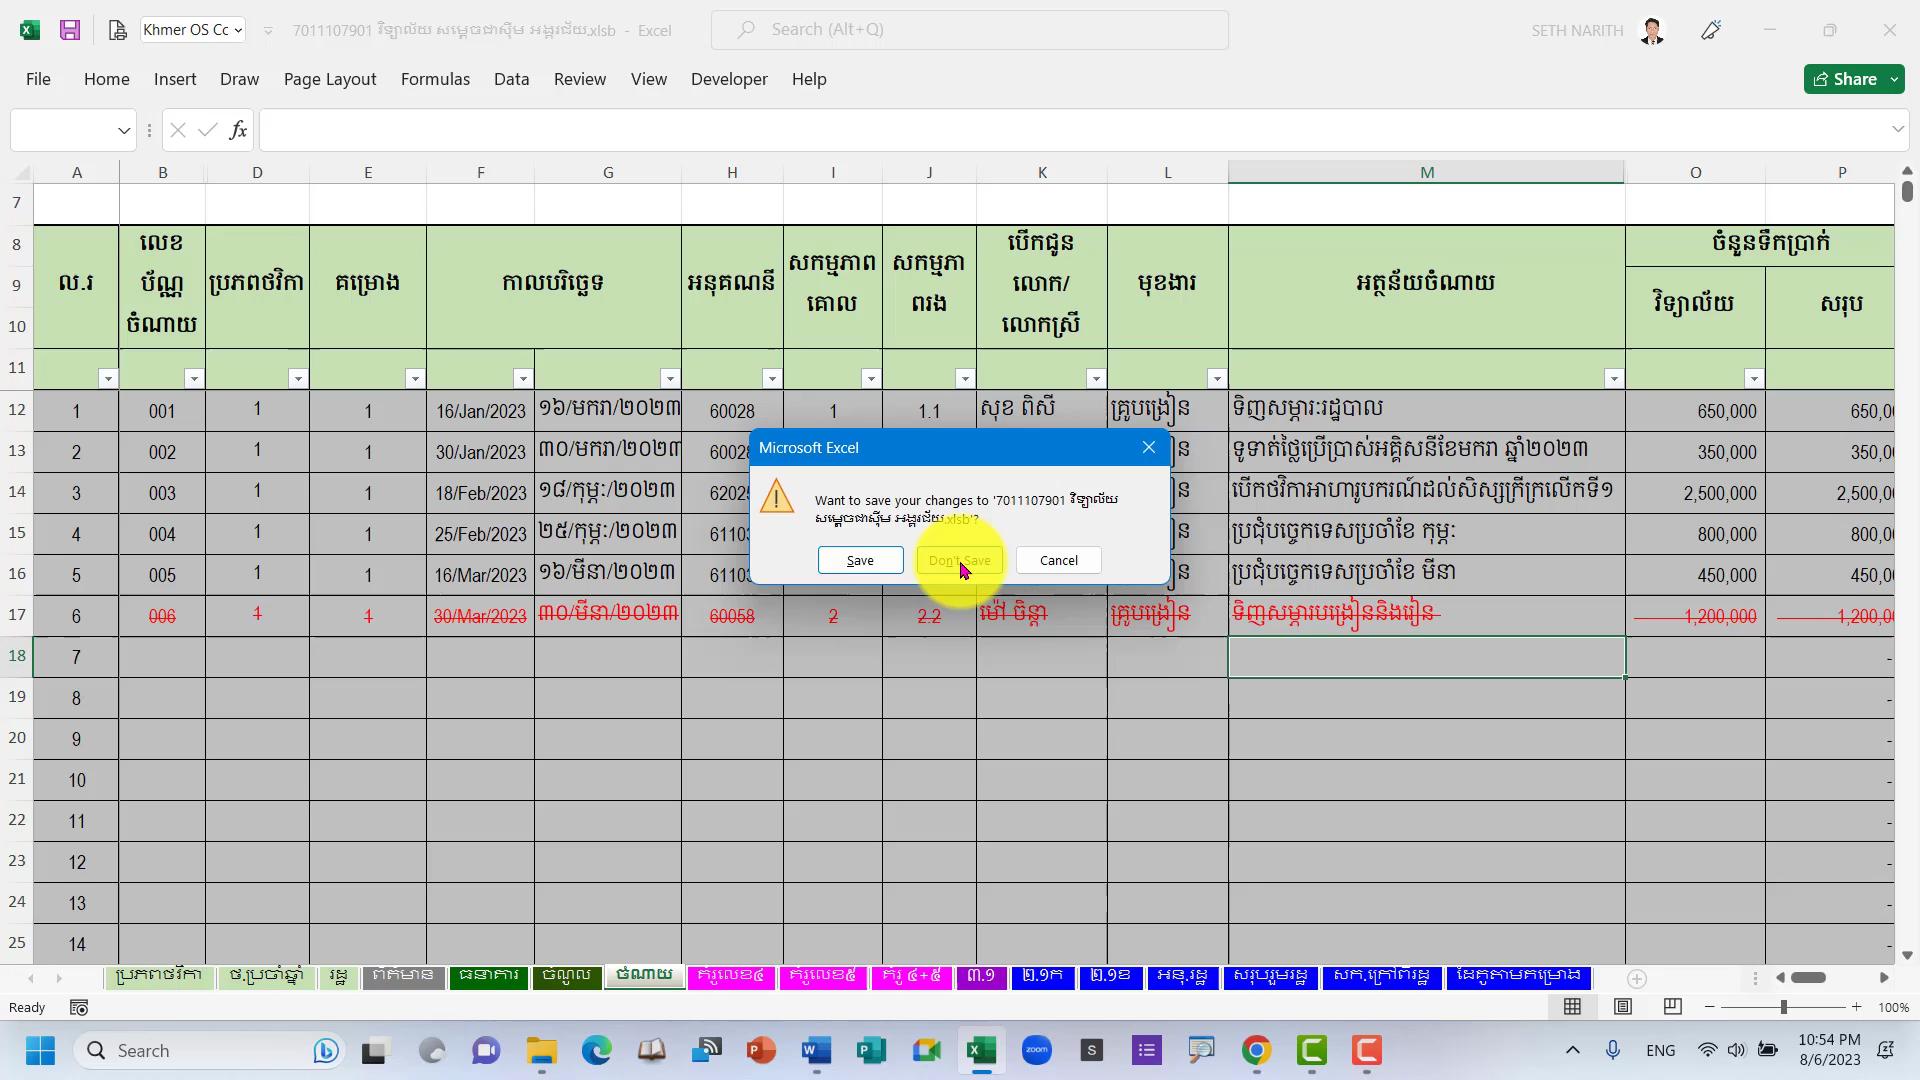 Khmer OS Cc
7011107901 វិទ្យាល័យ សម្ដេចជាស៊ីម អង្គរជ័យ.xlsb - Excel
Search (Alt+Q)
SETH NARITH
File Home Insert Draw Page Layout Formulas Data Review View Developer Help
Share
fx
A B D E F G H I J K L M O P
7
8 9 10 11
ល.រ
លេខ
ប័ណ្ណ
ចំណាយ
ប្រភពថវិកា
គម្រោង
កាលបរិច្ឆេទ
អនុគណនី
សកម្មភាព
គោល
សកម្មភា
ពរង
បើកជូន
លោក/
លោកស្រី
មុខងារ
អត្ថន័យចំណាយ
ចំនួនទឹកប្រាក់
វិទ្យាល័យ
សរុប
12 1 001 1 1 16/Jan/2023 ១៦/មករា/២០២៣ 60028 1 1.1 សុខ ពិសី គ្រូបង្រៀន ទិញសម្ភារៈរដ្ឋបាល 650,000 650,0
13 2 002 1 1 30/Jan/2023 ៣០/មករា/២០២៣ 6002 ទូទាត់ថ្លៃប្រើប្រាស់អគ្គិសនីខែមករា ឆ្នាំ២០២៣ 350,000 350,0
14 3 003 1 1 18/Feb/2023 ១៨/កុម្ភៈ/២០២៣ 6202 បើកថវិកាអាហារូបករណ៍ដល់សិស្សក្រីក្រលើកទី១ 2,500,000 2,500,0
15 4 004 1 1 25/Feb/2023 ២៥/កុម្ភៈ/២០២៣ 6110 ប្រជុំបច្ចេកទេសប្រចាំខែ កុម្ភៈ 800,000 800,0
16 5 005 1 1 16/Mar/2023 ១៦/មីនា/២០២៣ 6110 ប្រជុំបច្ចេកទេសប្រចាំខែ មីនា 450,000 450,0
17 6 006 1 1 30/Mar/2023 ៣០/មីនា/២០២៣ 60058 2 2.2 ម៉ៅ ចិន្តា គ្រូបង្រៀន ទិញសម្ភារបង្រៀននិងរៀន 1,200,000 1,200,0
18 7 -
19 8 -
20 9 -
21 10 -
22 11 -
23 12 -
24 13 -
25 14 -
Microsoft Excel
Want to save your changes to '7011107901 វិទ្យាល័យ
សម្ដេចជាស៊ីម អង្គរជ័យ.xlsb'?
Save Don't Save Cancel
ប្រភពថវិកា ថ.ប្រចាំឆ្នាំ រដ្ឋ ព័ត៌មាន ធនាគារ ចំណូល ចំណាយ គំរូលេខ៤ គំរូលេខ៥ គំរូ ៤+៥ ៣.១ ២.១ក ២.១ខ អនុ.រដ្ឋ សរុបរួមរដ្ឋ សក.ក្រៅពីរដ្ឋ ដៃគូតាមគម្រោង
Ready
100%
Search
zoom
S
ENG
10:54 PM
8/6/2023